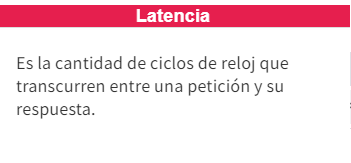 Latencia
Es la cantidad de ciclos de reloj que
transcurren entre una petición y su
respuesta.